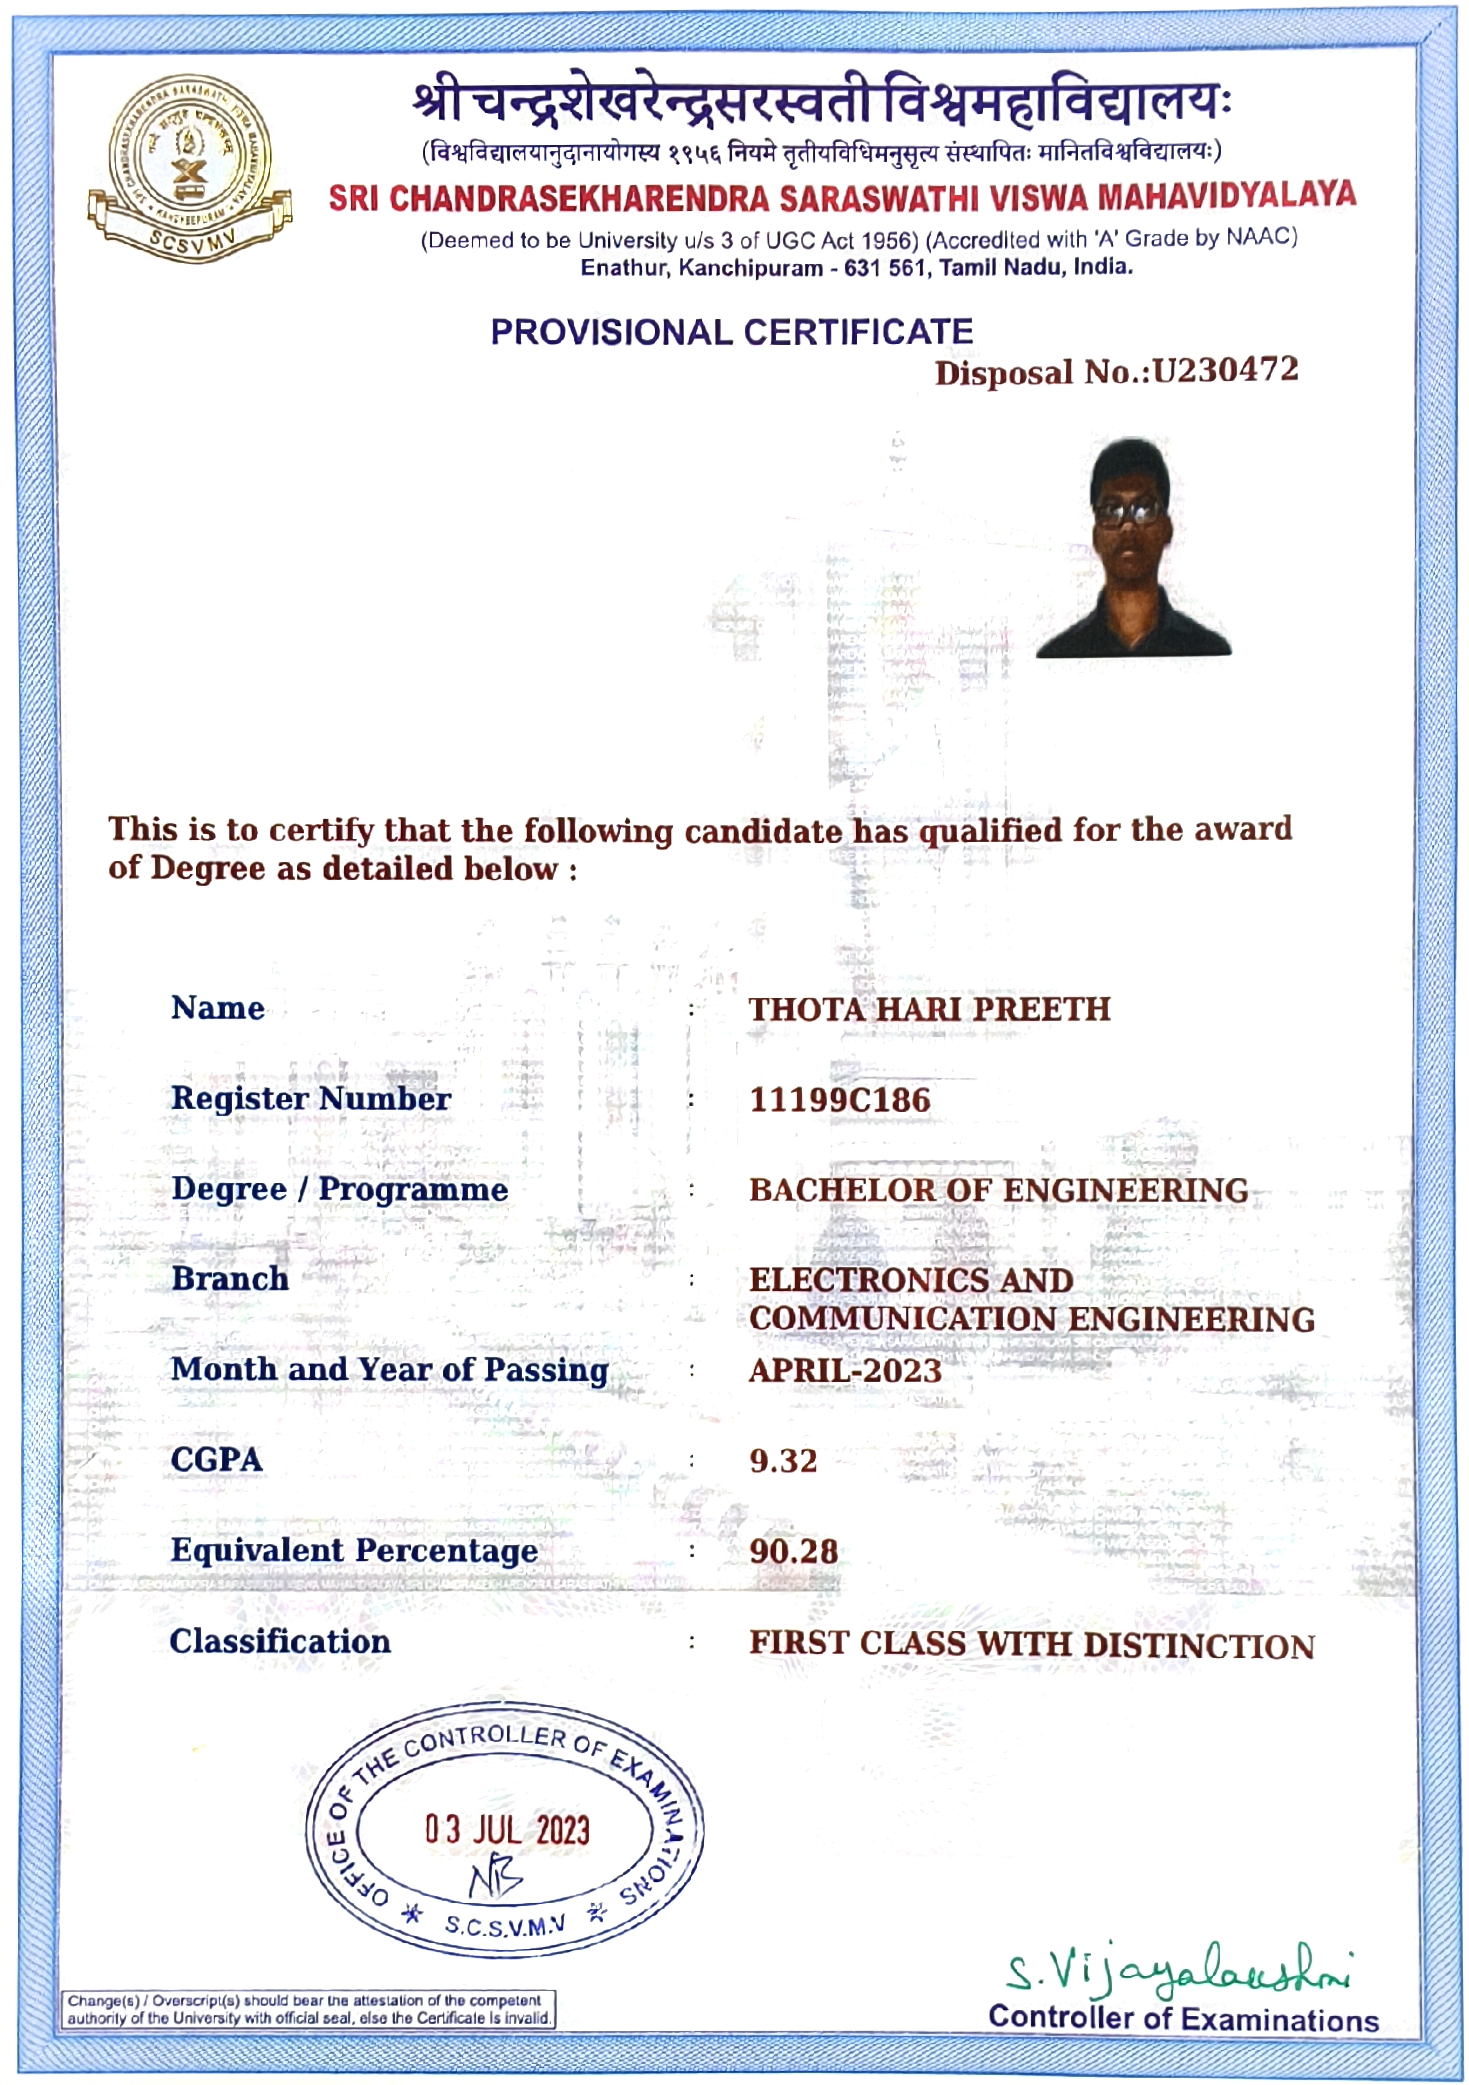 श्रीचन्द्रशेखरेन्द्रसरस्वतीविश्वमहाविद्यालयः
(विश्वविद्यालयानुदानायोगस्य १९५६ नियमे तृतीयविधिमनुसृत्य संस्थापितः मानितविश्वविद्यालयः)
SRI CHANDRASEKHARENDRA SARASWATHI VISWA MAHAVIDYALAYA
(Deemed to be University u/s 3 of UGC Act 1956) (Accredited with 'A' Grade by NAAC)
Enathur, Kanchipuram - 631 561, Tamil Nadu, India.
KANCHEEPURAM
SCSVMV
PROVISIONAL CERTIFICATE
Disposal No.:U230472
This is to certify that the following candidate has qualified for the award
of Degree as detailed below :
Name : THOTA HARI PREETH
Register Number : 11199C186
Degree / Programme : BACHELOR OF ENGINEERING
Branch : ELECTRONICS AND
COMMUNICATION ENGINEERING
Month and Year of Passing : APRIL-2023
CGPA : 9.32
Equivalent Percentage : 90.28
Classification : FIRST CLASS WITH DISTINCTION
OFFICE OF THE CONTROLLER OF EXAMINATIONS
03 JUL 2023
S.C.S.V.M.V
S. Vijayalakshmi
Controller of Examinations
Change(s) / Overscript(s) should bear the attestation of the competent
authority of the University with official seal, else the Certificate is invalid.